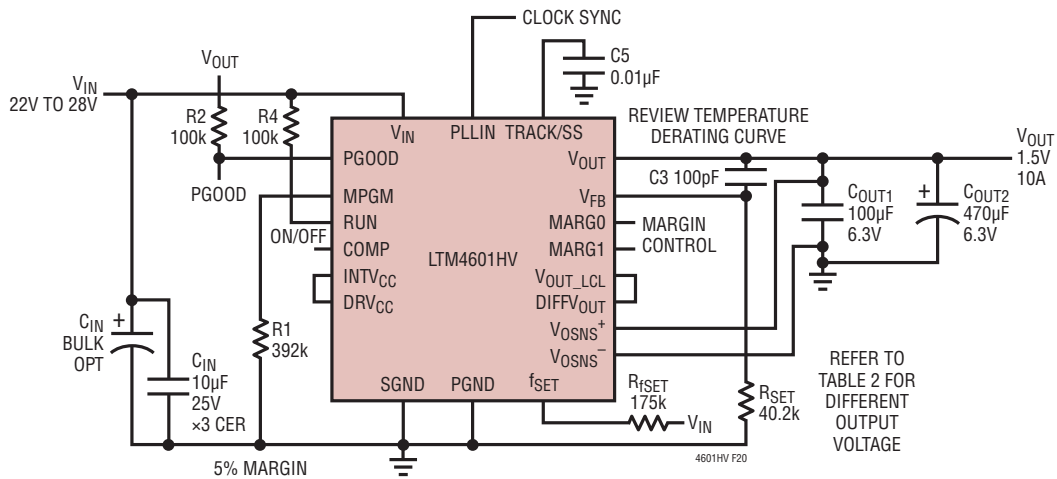 CLOCK SYNC
C5
0.01µF
VOUT
VIN
22V TO 28V
R2
100k
R4
100k
REVIEW TEMPERATURE
DERATING CURVE
VIN
PLLIN
TRACK/SS
PGOOD
VOUT
VOUT
1.5V
10A
C3 100pF
PGOOD
MPGM
VFB
COUT1
100µF
6.3V
+
COUT2
470µF
6.3V
RUN
MARG0
MARGIN
CONTROL
ON/OFF
COMP
MARG1
LTM4601HV
INTVCC
VOUT_LCL
DRVCC
DIFFVOUT
VOSNS+
VOSNS–
CIN
BULK
OPT
+
R1
392k
CIN
10µF
25V
×3 CER
SGND
PGND
fSET
RfSET
175k
VIN
RSET
40.2k
REFER TO
TABLE 2 FOR
DIFFERENT
OUTPUT
VOLTAGE
5% MARGIN
4601HV F20